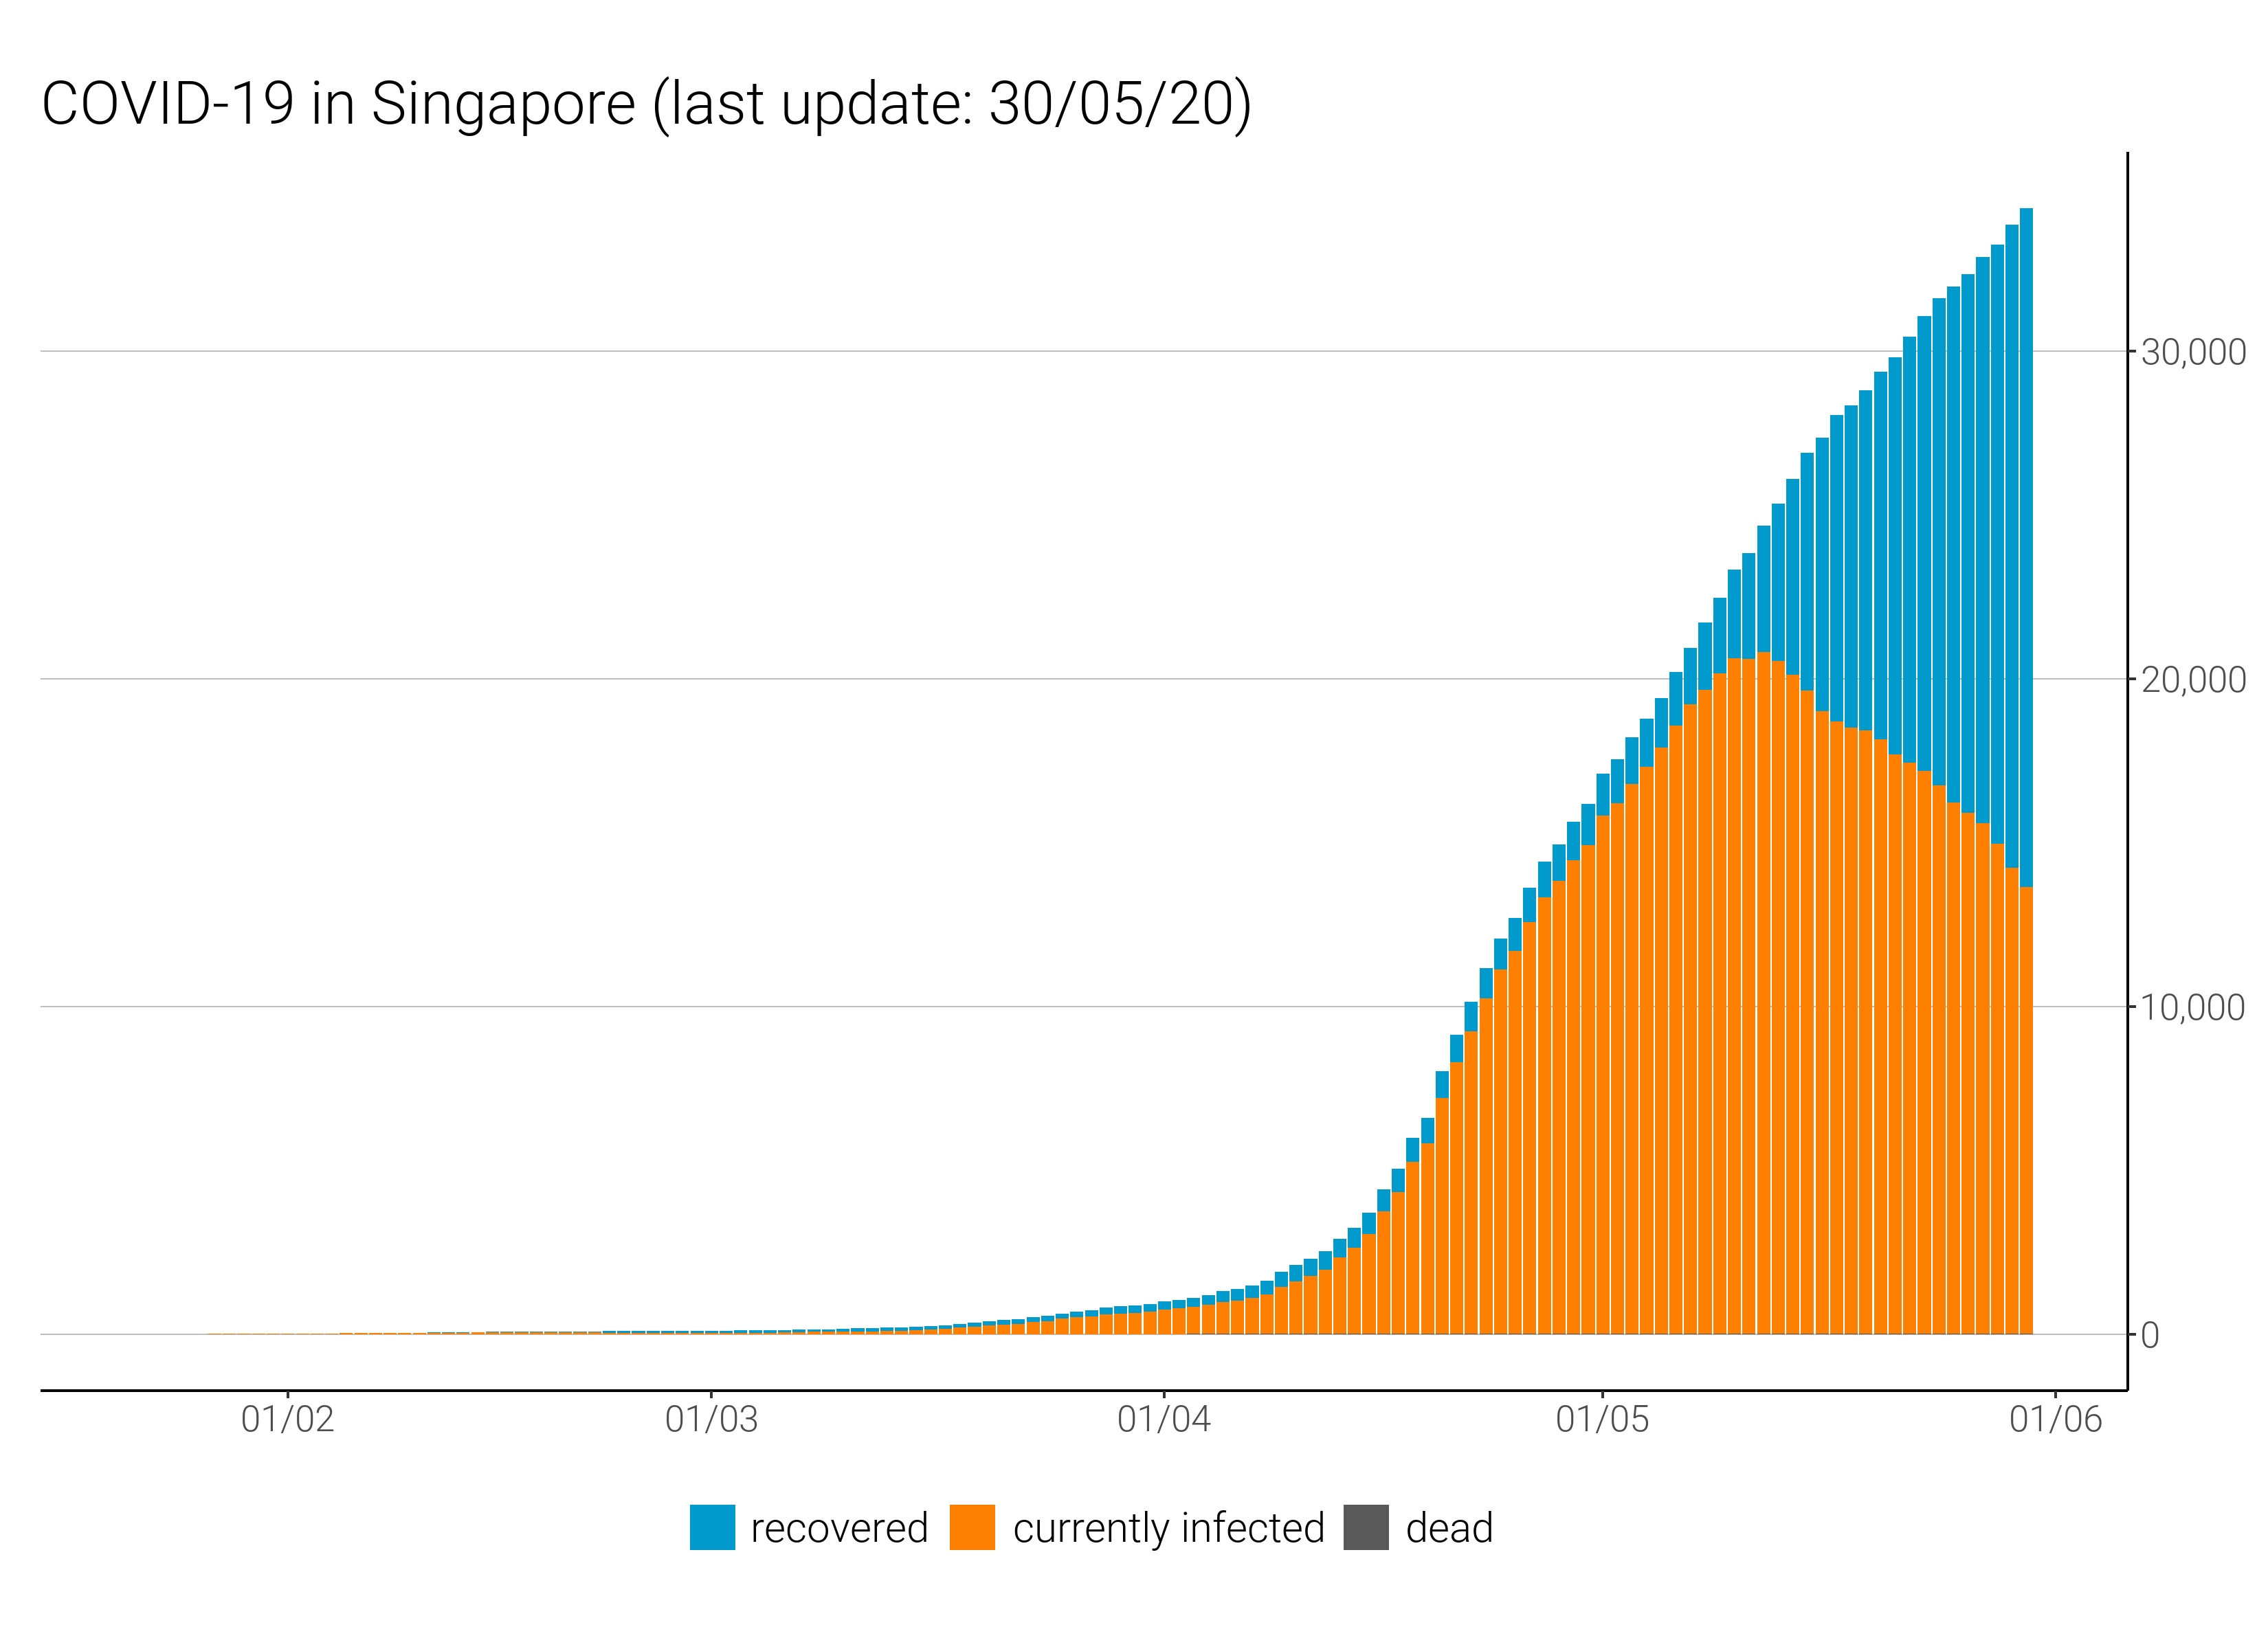 COVID-19 in Singapore (last update: 30/05/20)
30,000
20,000
10,000
0
01/02 01/03 01/04 01/05 01/06
recovered currently infected dead